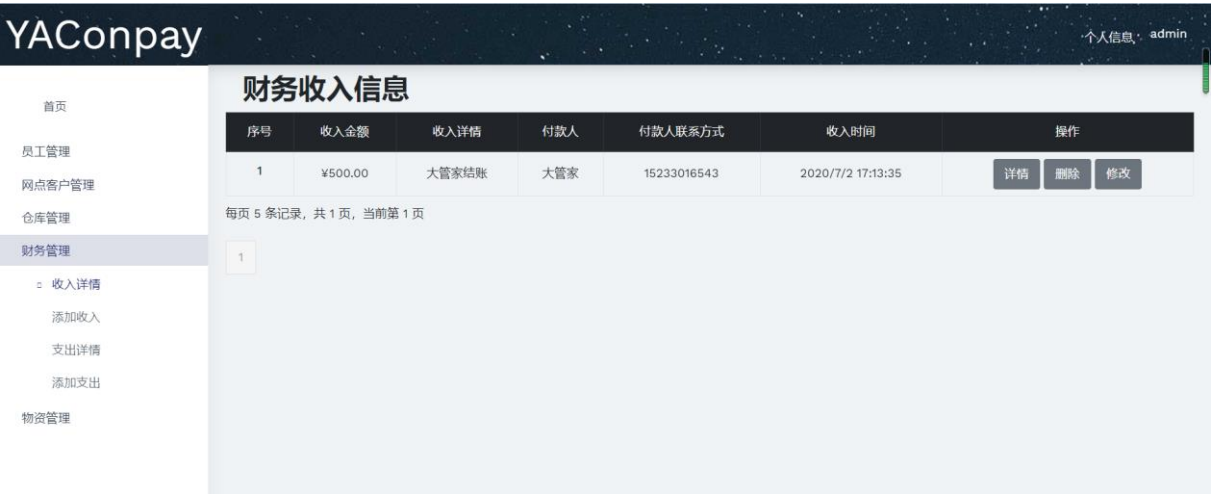 YAConpay
个人信息 admin
首页
员工管理
网点客户管理
仓库管理
财务管理
收入详情
添加收入
支出详情
添加支出
物资管理
财务收入信息
序号 收入金额 收入详情 付款人 付款人联系方式 收入时间 操作
1 ¥500.00 大管家结账 大管家 15233016543 2020/7/2 17:13:35 详情 删除 修改
每页 5 条记录，共 1 页，当前第 1 页
1